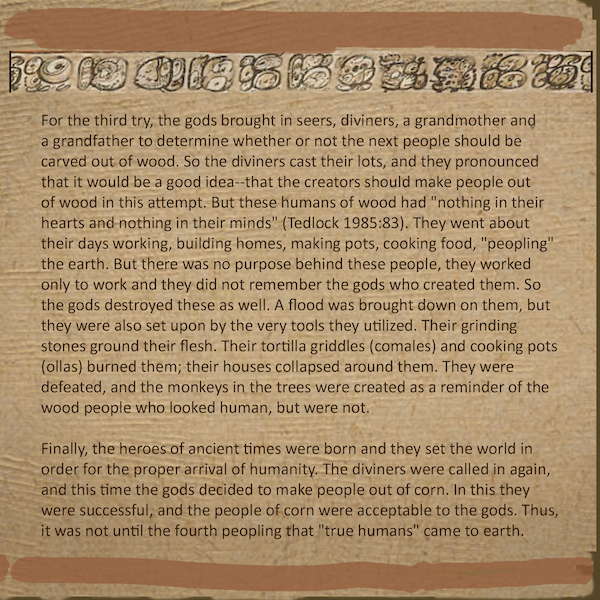 For the third try, the gods brought in seers, diviners, a grandmother and
a grandfather to determine whether or not the next people should be
carved out of wood. So the diviners cast their lots, and they pronounced
that it would be a good idea--that the creators should make people out
of wood in this attempt. But these humans of wood had "nothing in their
hearts and nothing in their minds" (Tedlock 1985:83). They went about
their days working, building homes, making pots, cooking food, "peopling"
the earth. But there was no purpose behind these people, they worked
only to work and they did not remember the gods who created them. So
the gods destroyed these as well. A flood was brought down on them, but
they were also set upon by the very tools they utilized. Their grinding
stones ground their flesh. Their tortilla griddles (comales) and cooking pots
(ollas) burned them; their houses collapsed around them. They were
defeated, and the monkeys in the trees were created as a reminder of the
wood people who looked human, but were not.

Finally, the heroes of ancient times were born and they set the world in
order for the proper arrival of humanity. The diviners were called in again,
and this time the gods decided to make people out of corn. In this they
were successful, and the people of corn were acceptable to the gods. Thus,
it was not until the fourth peopling that "true humans" came to earth.